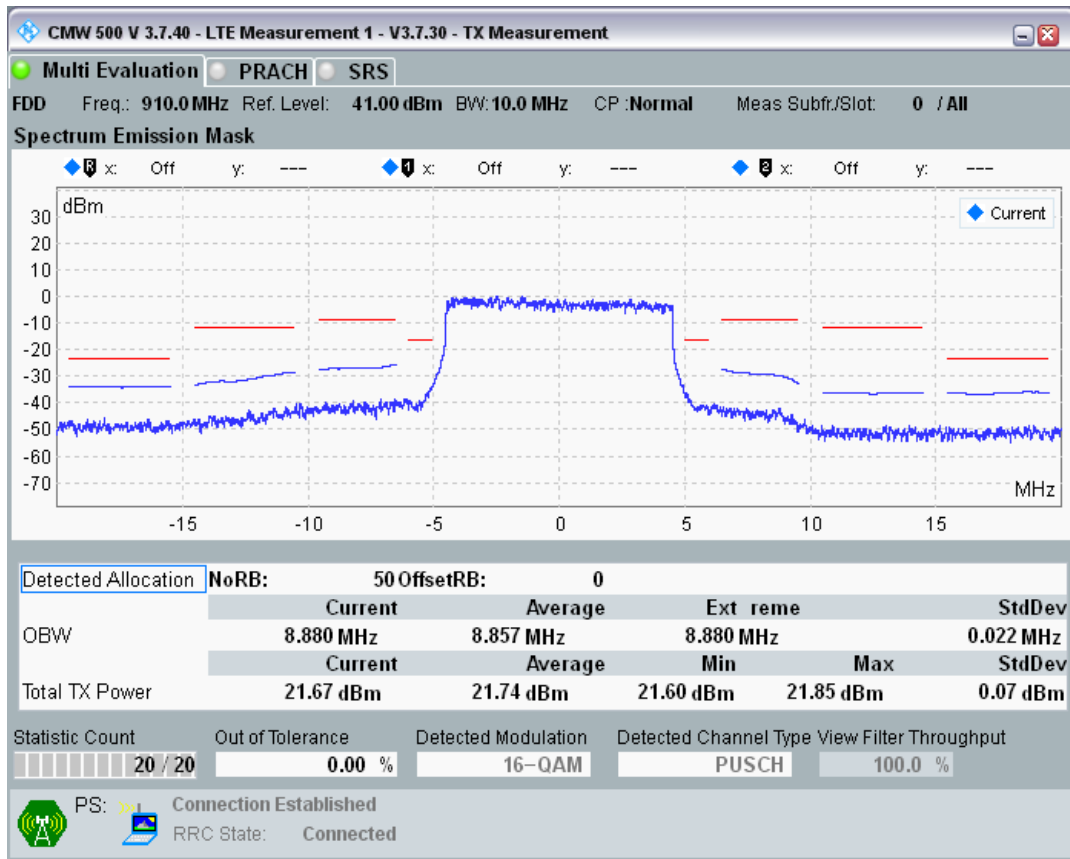 CMW 500 V 3.7.40 - LTE Measurement 1 - V3.7.30 - TX Measurement
Multi Evaluation PRACH SRS
FDD Freq.: 910.0 MHz Ref. Level: 41.00 dBm BW: 10.0 MHz CP :Normal Meas Subfr./Slot: 0 / All
Spectrum Emission Mask
R x: Off y: --- 1 x: Off y: --- 2 x: Off y: ---
dBm
Current
30
20
10
0
-10
-20
-30
-40
-50
-60
-70
MHz
-15 -10 -5 0 5 10 15
Detected Allocation NoRB: 50 OffsetRB: 0
Current Average Ext reme StdDev
OBW 8.880 MHz 8.857 MHz 8.880 MHz 0.022 MHz
Current Average Min Max StdDev
Total TX Power 21.67 dBm 21.74 dBm 21.60 dBm 21.85 dBm 0.07 dBm
Statistic Count Out of Tolerance Detected Modulation Detected Channel Type View Filter Throughput
20 / 20 0.00 % 16-QAM PUSCH 100.0 %
PS: Connection Established
RRC State: Connected